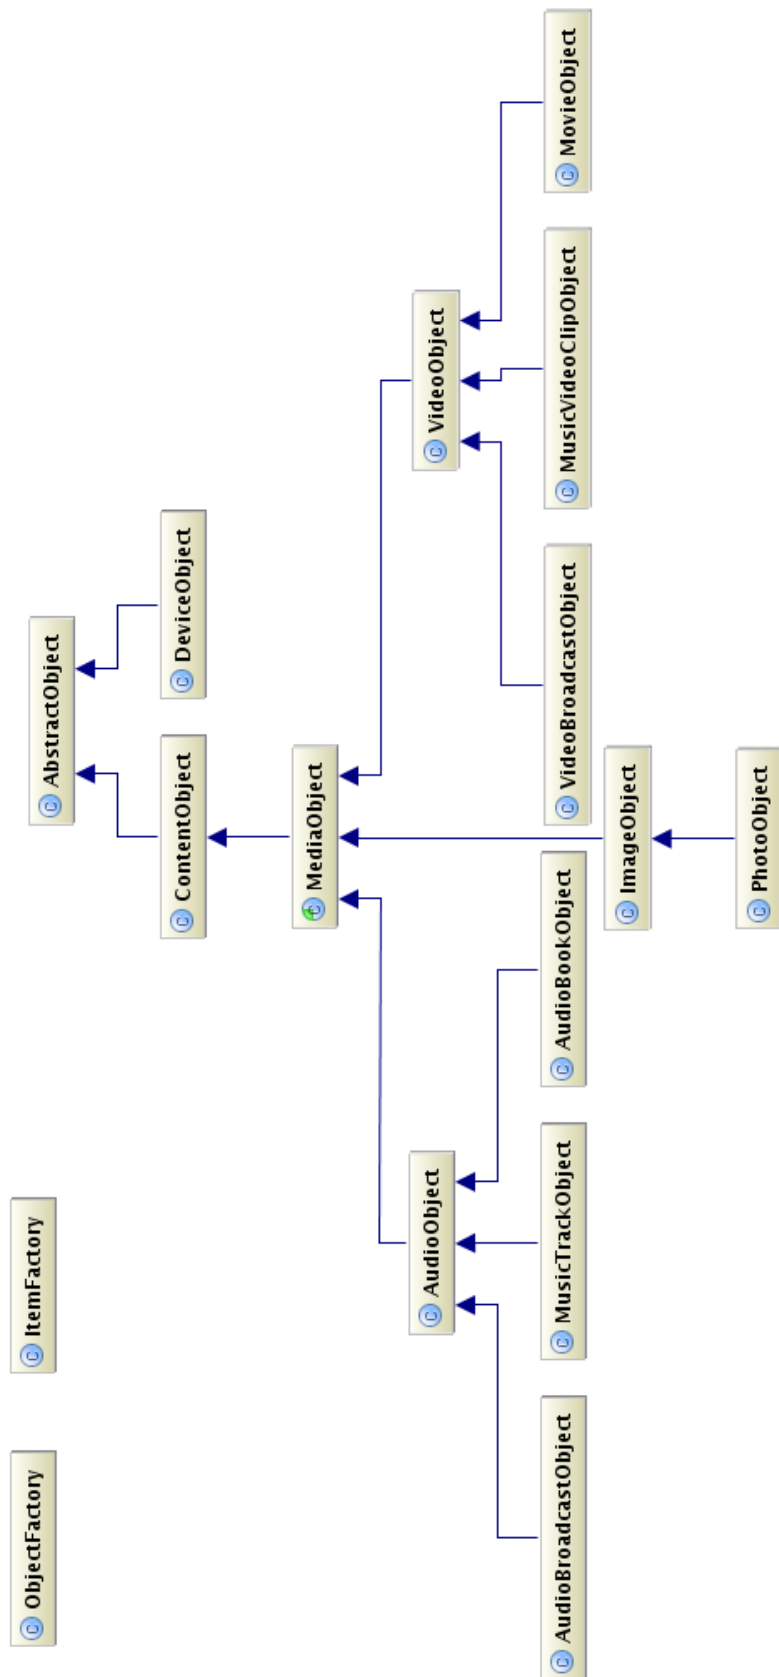 C ObjectFactory
C ItemFactory
C AbstractObject
C ContentObject
C DeviceObject
C MediaObject
C AudioObject
C VideoObject
C AudioBroadcastObject
C MusicTrackObject
C AudioBookObject
C VideoBroadcastObject
C MusicVideoClipObject
C MovieObject
C ImageObject
C PhotoObject